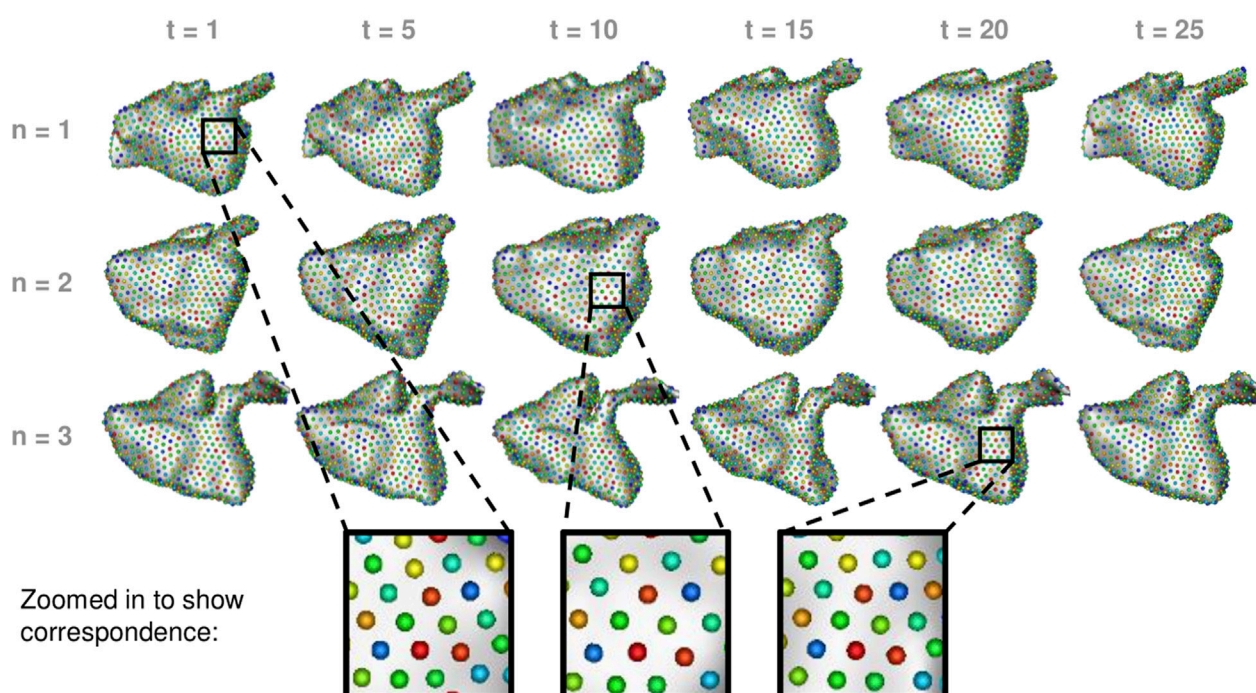 t = 1 t = 5 t = 10 t = 15 t = 20 t = 25
n = 1
n = 2
n = 3
Zoomed in to show
correspondence: